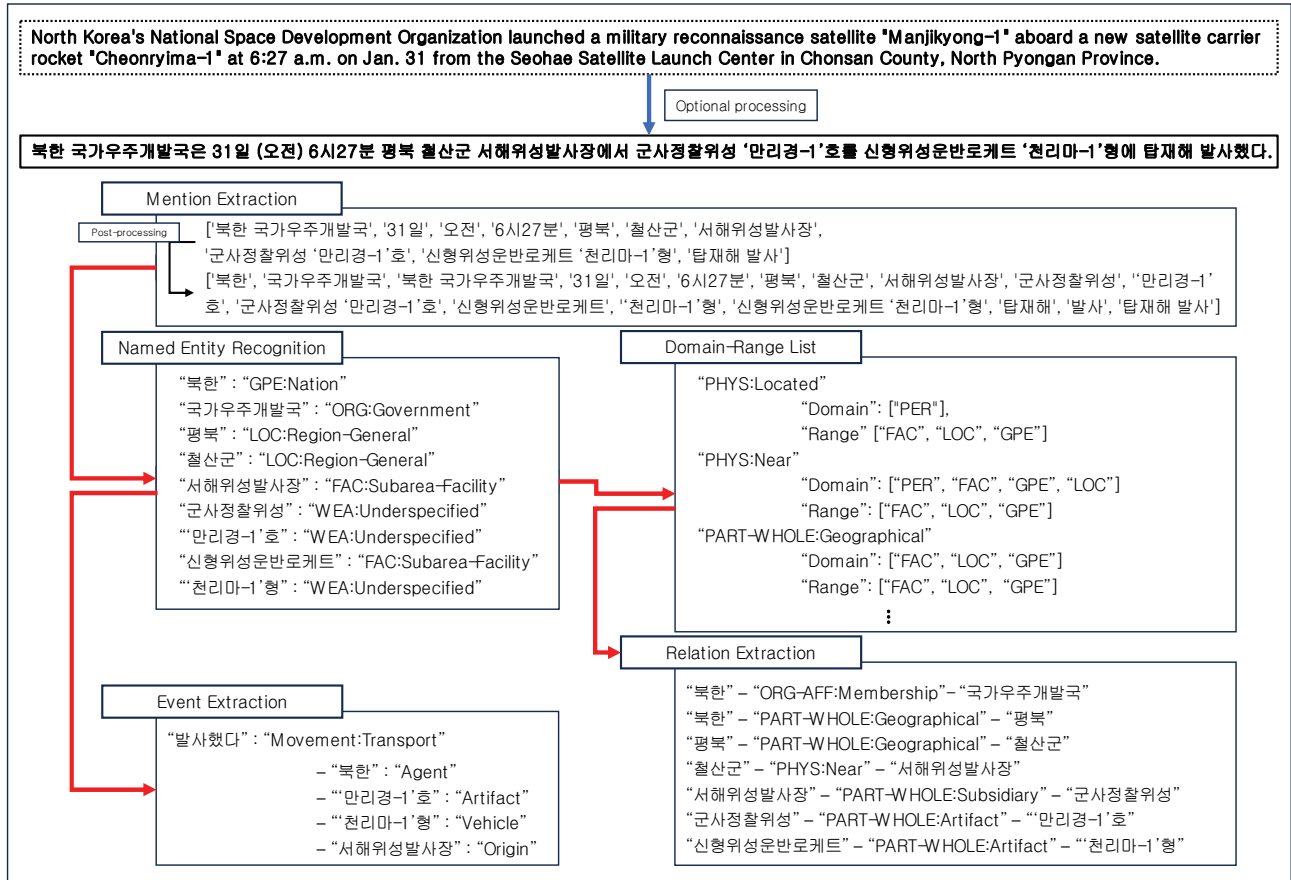 North Korea's National Space Development Organization launched a military reconnaissance satellite "Manjikyong-1" aboard a new satellite carrier
rocket "Cheonryima-1" at 6:27 a.m. on Jan. 31 from the Seohae Satellite Launch Center in Chonsan County, North Pyongan Province.
Optional processing
북한 국가우주개발국은 31일 (오전) 6시27분 평북 철산군 서해위성발사장에서 군사정찰위성 ‘만리경-1’호를 신형위성운반로케트 ‘천리마-1’형에 탑재해 발사했다.
Mention Extraction
Post-processing
['북한 국가우주개발국', '31일', '오전', '6시27분', '평북', '철산군', '서해위성발사장',
'군사정찰위성 ‘만리경-1’호', '신형위성운반로케트 ‘천리마-1’형', '탑재해 발사']
['북한', '국가우주개발국', '북한 국가우주개발국', '31일', '오전', '6시27분', '평북', '철산군', '서해위성발사장', '군사정찰위성', '‘만리경-1’
호', '군사정찰위성 ‘만리경-1’호', '신형위성운반로케트', '‘천리마-1’형', '신형위성운반로케트 ‘천리마-1’형', '탑재해', '발사', '탑재해 발사']
Named Entity Recognition
“북한” : “GPE:Nation”
“국가우주개발국” : “ORG:Government”
“평북” : “LOC:Region-General”
“철산군” : “LOC:Region-General”
“서해위성발사장” : “FAC:Subarea-Facility”
“군사정찰위성” : “WEA:Underspecified”
“‘만리경-1’호” : “WEA:Underspecified”
“신형위성운반로케트” : “FAC:Subarea-Facility”
“‘천리마-1’형” : “WEA:Underspecified”
Domain-Range List
“PHYS:Located”
“Domain”: ["PER"],
“Range” [“FAC”, “LOC”, “GPE”]
“PHYS:Near”
“Domain”: [“PER”, “FAC”, “GPE”, “LOC”]
“Range”: [“FAC”, “LOC”, “GPE”]
“PART-WHOLE:Geographical”
“Domain”: [“FAC”, “LOC”, “GPE”]
“Range”: [“FAC”, “LOC”, “GPE”]
⋮
Event Extraction
“발사했다” : “Movement:Transport”
– “북한” : “Agent”
– “‘만리경-1’호” : “Artifact”
– “‘천리마-1’형” : “Vehicle”
– “서해위성발사장” : “Origin”
Relation Extraction
“북한” – “ORG-AFF:Membership”– “국가우주개발국”
“북한” – “PART-WHOLE:Geographical” – “평북”
“평북” – “PART-WHOLE:Geographical” – “철산군”
“철산군” – “PHYS:Near” – “서해위성발사장”
“서해위성발사장” – “PART-WHOLE:Subsidiary” – “군사정찰위성”
“군사정찰위성” – “PART-WHOLE:Artifact” – “‘만리경-1’호”
“신형위성운반로케트” – “PART-WHOLE:Artifact” – “‘천리마-1’형”